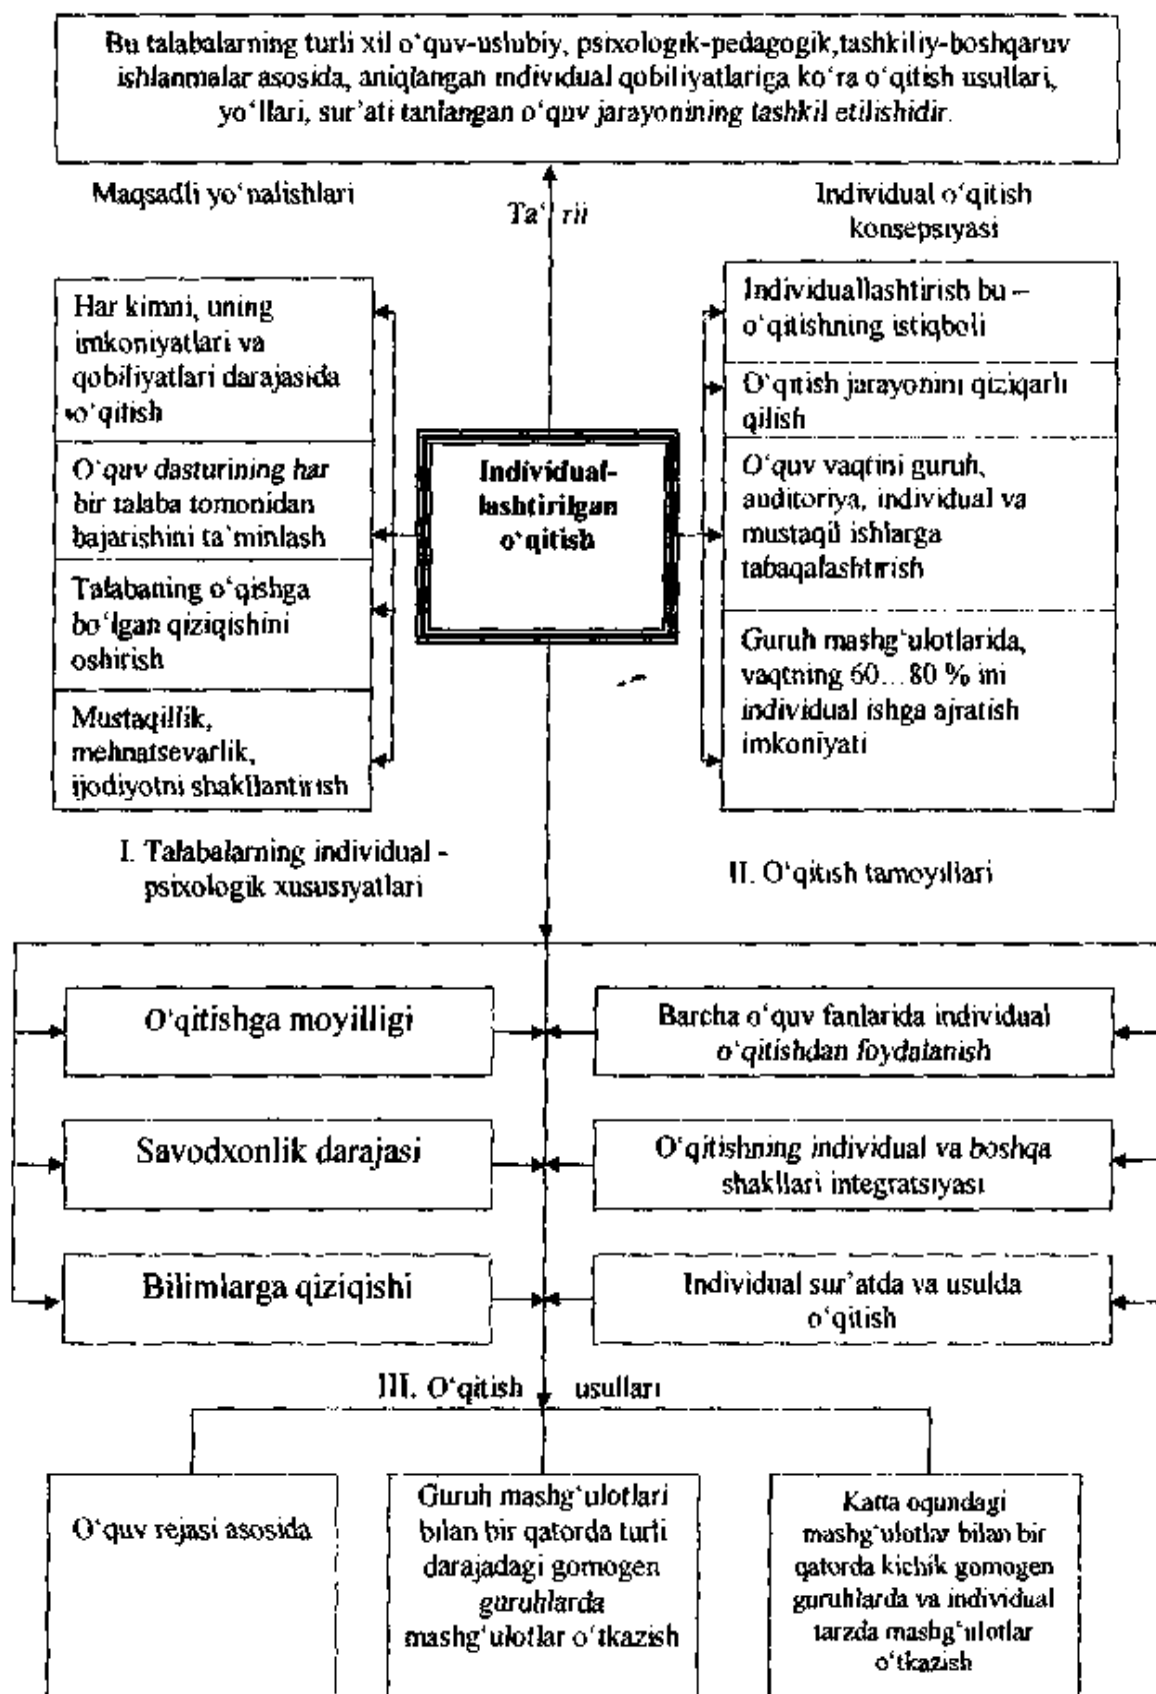 Bu talabalarning turli xil o‘quv-uslubiy, psixologik-pedagogik,tashkiliy-boshqaruv
ishlanmalar asosida, aniqlangan individual qobiliyatlariga ko‘ra o‘qitish usullari,
yo‘llari, sur’ati tanlangan o‘quv jarayonining tashkil etilishidir.
Maqsadli yo‘nalishlari
Ta‘ rii
Individual o‘qitish
konsepsiyasi
Har kimni, uning
imkoniyatlari va
qobiliyatlari darajasida
o‘qitish
O‘quv dasturining har
bir talaba tomonidan
bajarishini ta`minlash
Talabaning o‘qishga
bo‘lgan qiziqishini
oshirish
Mustaqillik,
mehnatsevarlik,
ijodiyotni shakllantirish
Individual-
lashtirilgan
o‘qitish
Individuallashtirish bu –
o‘qitishning istiqboli
O‘qitish jarayonini qiziqarli
qilish
O‘quv vaqtini guruh,
auditoriya, individual va
mustaqil ishlarga
tabaqalashtirish
Guruh mashg‘ulotlarida,
vaqtning 60...80 % ini
individual ishga ajratish
imkoniyati
I. Talabalarning individual -
psixologik xususiyatlari
II. O‘qitish tamoyillari
O‘qitishga moyilligi
Barcha o‘quv fanlarida individual
o‘qitishdan foydalanish
Savodxonlik darajasi
O‘qitishning individual va boshqa
shakllari integratsiyasi
Bilimlarga qiziqishi
Individual sur’atda va usulda
o‘qitish
III. O‘qitish usullari
O‘quv rejasi asosida
Guruh mashg‘ulotlari
bilan bir qatorda turli
darajadagi gomogen
guruhlarda
mashg‘ulotlar o‘tkazish
Katta oqundagi
mashg‘ulotlar bilan bir
qatorda kichik gomogen
guruhlarda va individual
tarzda mashg‘ulotlar
o‘tkazish